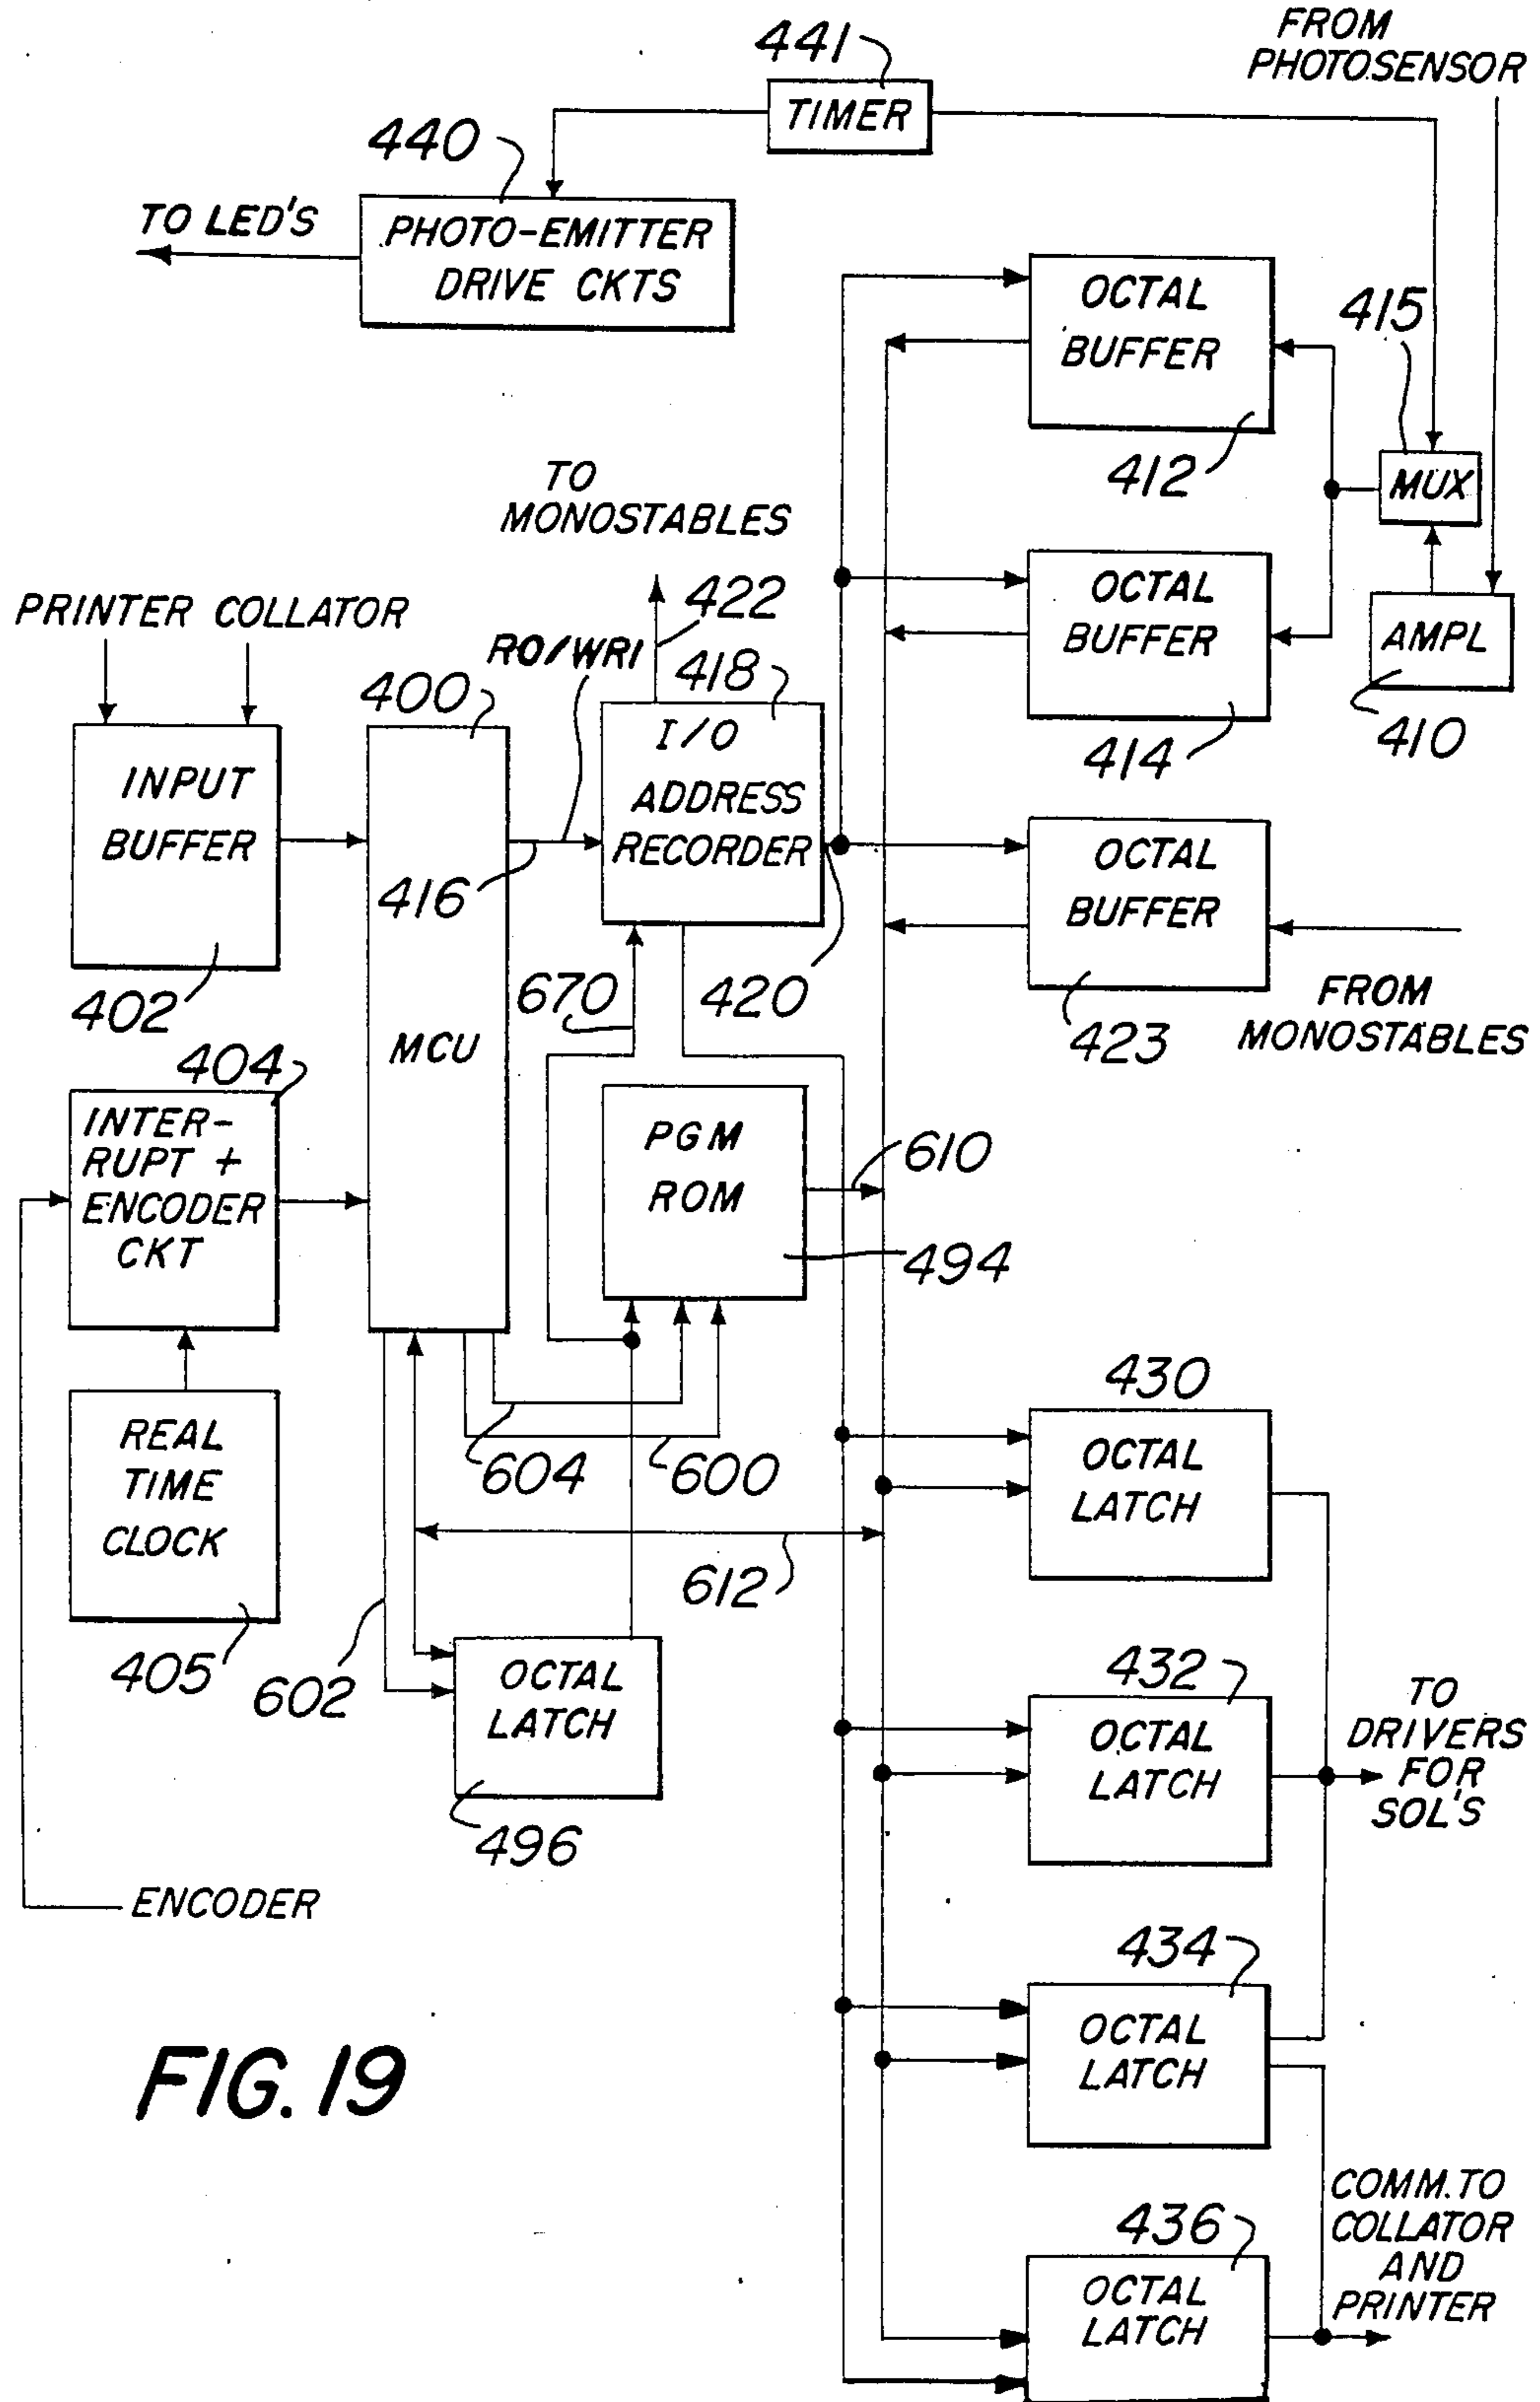 FROM
PHOTOSENSOR
441
TIMER
440
TO LED'S
PHOTO-EMITTER
DRIVE CKTS
OCTAL
BUFFER
412
415
MUX
TO
MONOSTABLES
422
PRINTER COLLATOR
RO/WRI
418
400
I/O
ADDRESS
RECORDER
OCTAL
BUFFER
414
AMPL
410
INPUT
BUFFER
402
416
MCU
670
420
OCTAL
BUFFER
423
FROM
MONOSTABLES
404
INTER-
RUPT +
ENCODER
CKT
PGM
ROM
610
494
REAL
TIME
CLOCK
405
604
600
602
612
430
OCTAL
LATCH
OCTAL
LATCH
496
432
OCTAL
LATCH
TO
DRIVERS
FOR
SOL'S
ENCODER
434
OCTAL
LATCH
FIG. 19
436
OCTAL
LATCH
COMM. TO
COLLATOR
AND
PRINTER